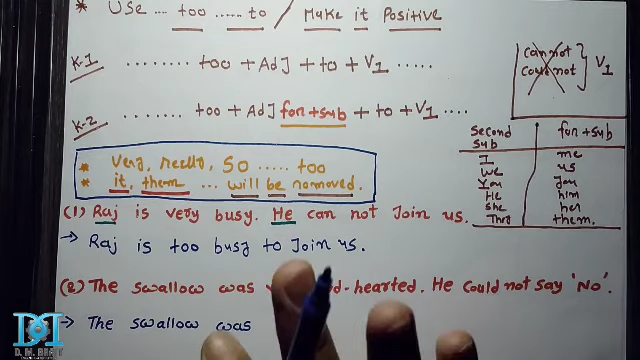 * Use .... too ...... to / Make it Positive
K-1 ........ too + Adj + to + V1 .....
K-2 ........ too + Adj for + sub + to + V1 ....
can not
could not } V1
Second sub | for + sub
I | me
We | us
You | you
He | him
She | her
They | them.
* Very, really, So ..... too
* it, them ... will be removed.
(1) Raj is very busy. He can not Join us.
→ Raj is too busy to Join us.
(2) The swallow was hearted. He could not say 'No'.
→ The swallow was
DMB